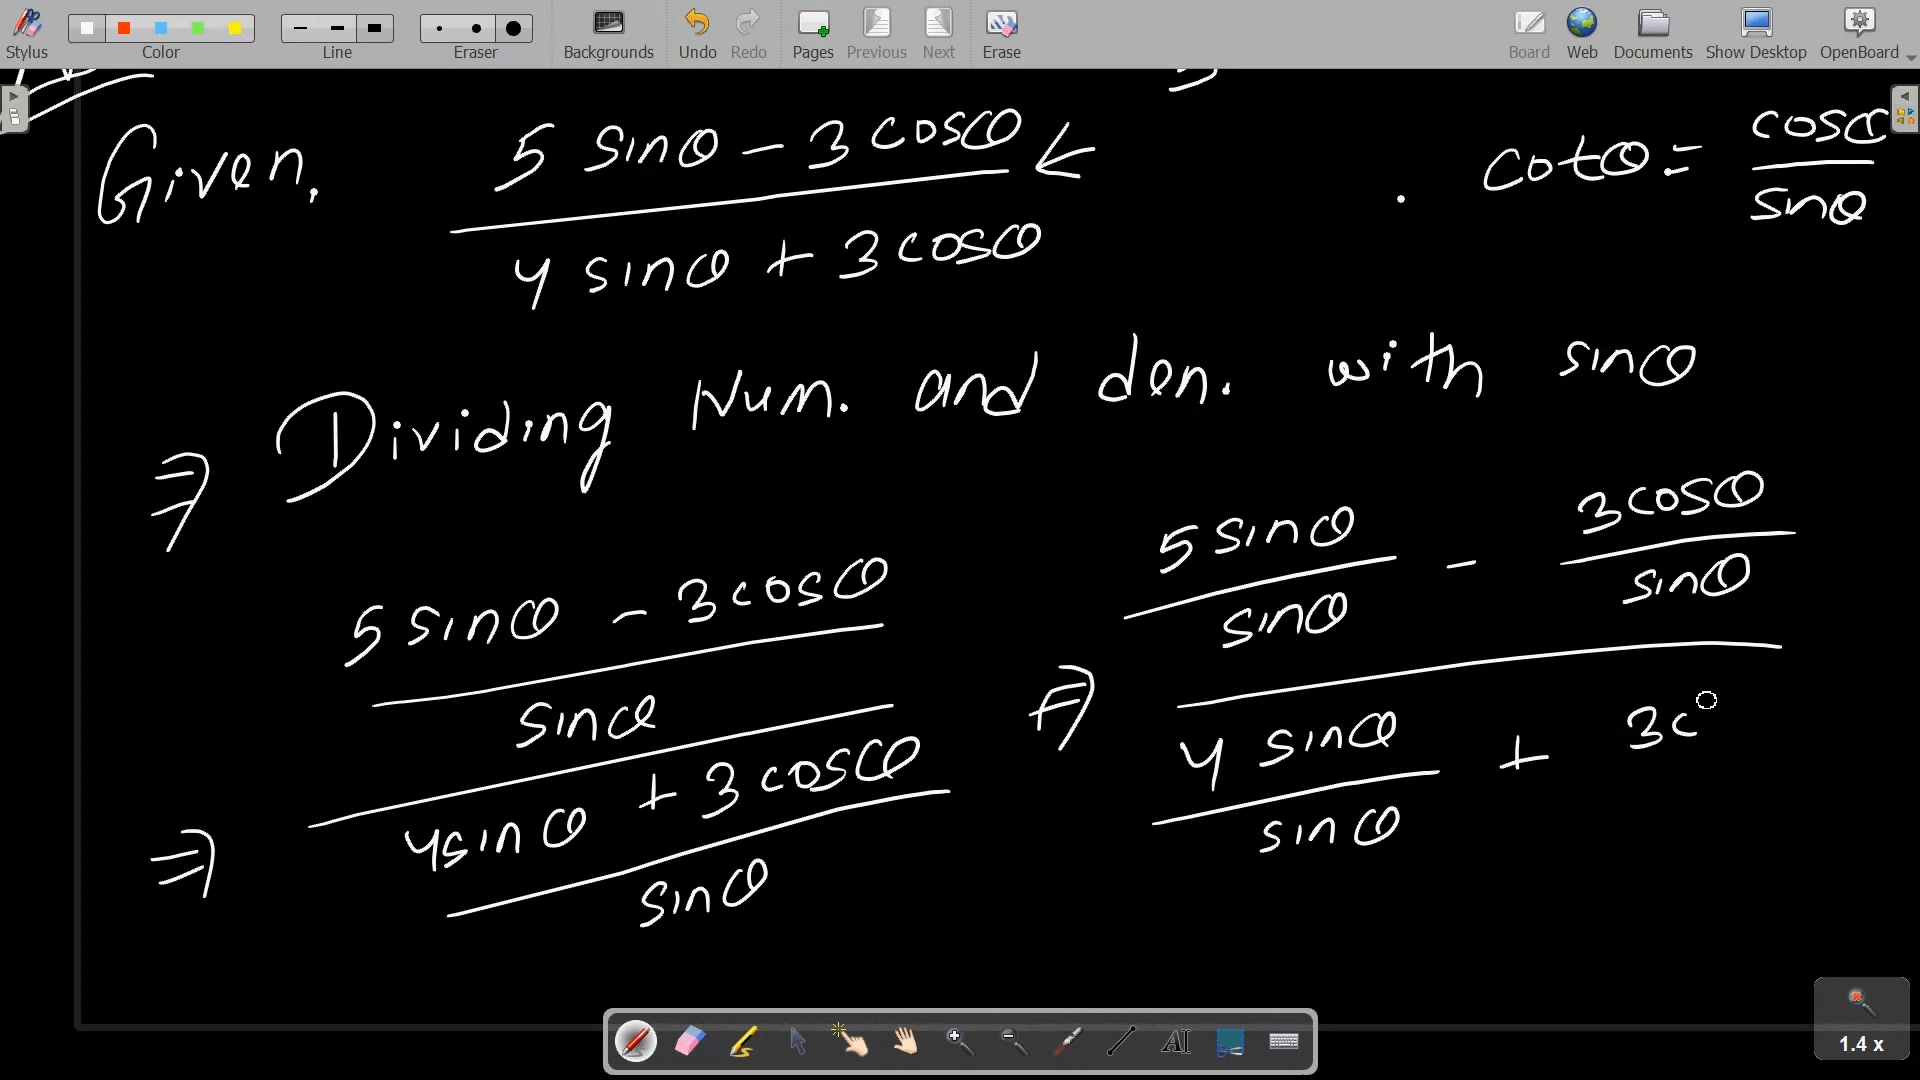 Stylus Color Line Eraser Backgrounds Undo Redo Pages Previous Next Erase Board Web Documents Show Desktop OpenBoard
Given. 5 sinθ - 3 cosθ
4 sinθ + 3 cosθ
cotθ = cosθ
sinθ
⇒ Dividing Num. and den. with sinθ
⇒ 5 sinθ - 3 cosθ
sinθ
4 sinθ + 3 cosθ
sinθ
⇒ 5 sinθ - 3 cosθ
sinθ sinθ
4 sinθ + 3c
sinθ
1.4 x